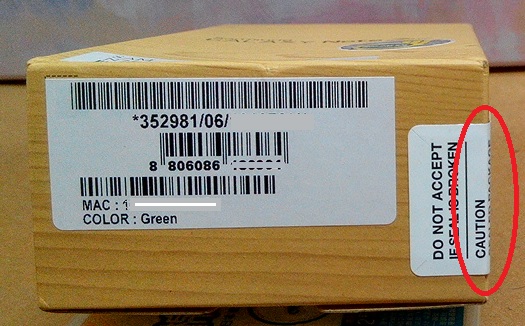 *352981/06/
8 806086
MAC : 1
COLOR : Green
DO NOT ACCEPT
IF SEAL IS BROKEN
CAUTION